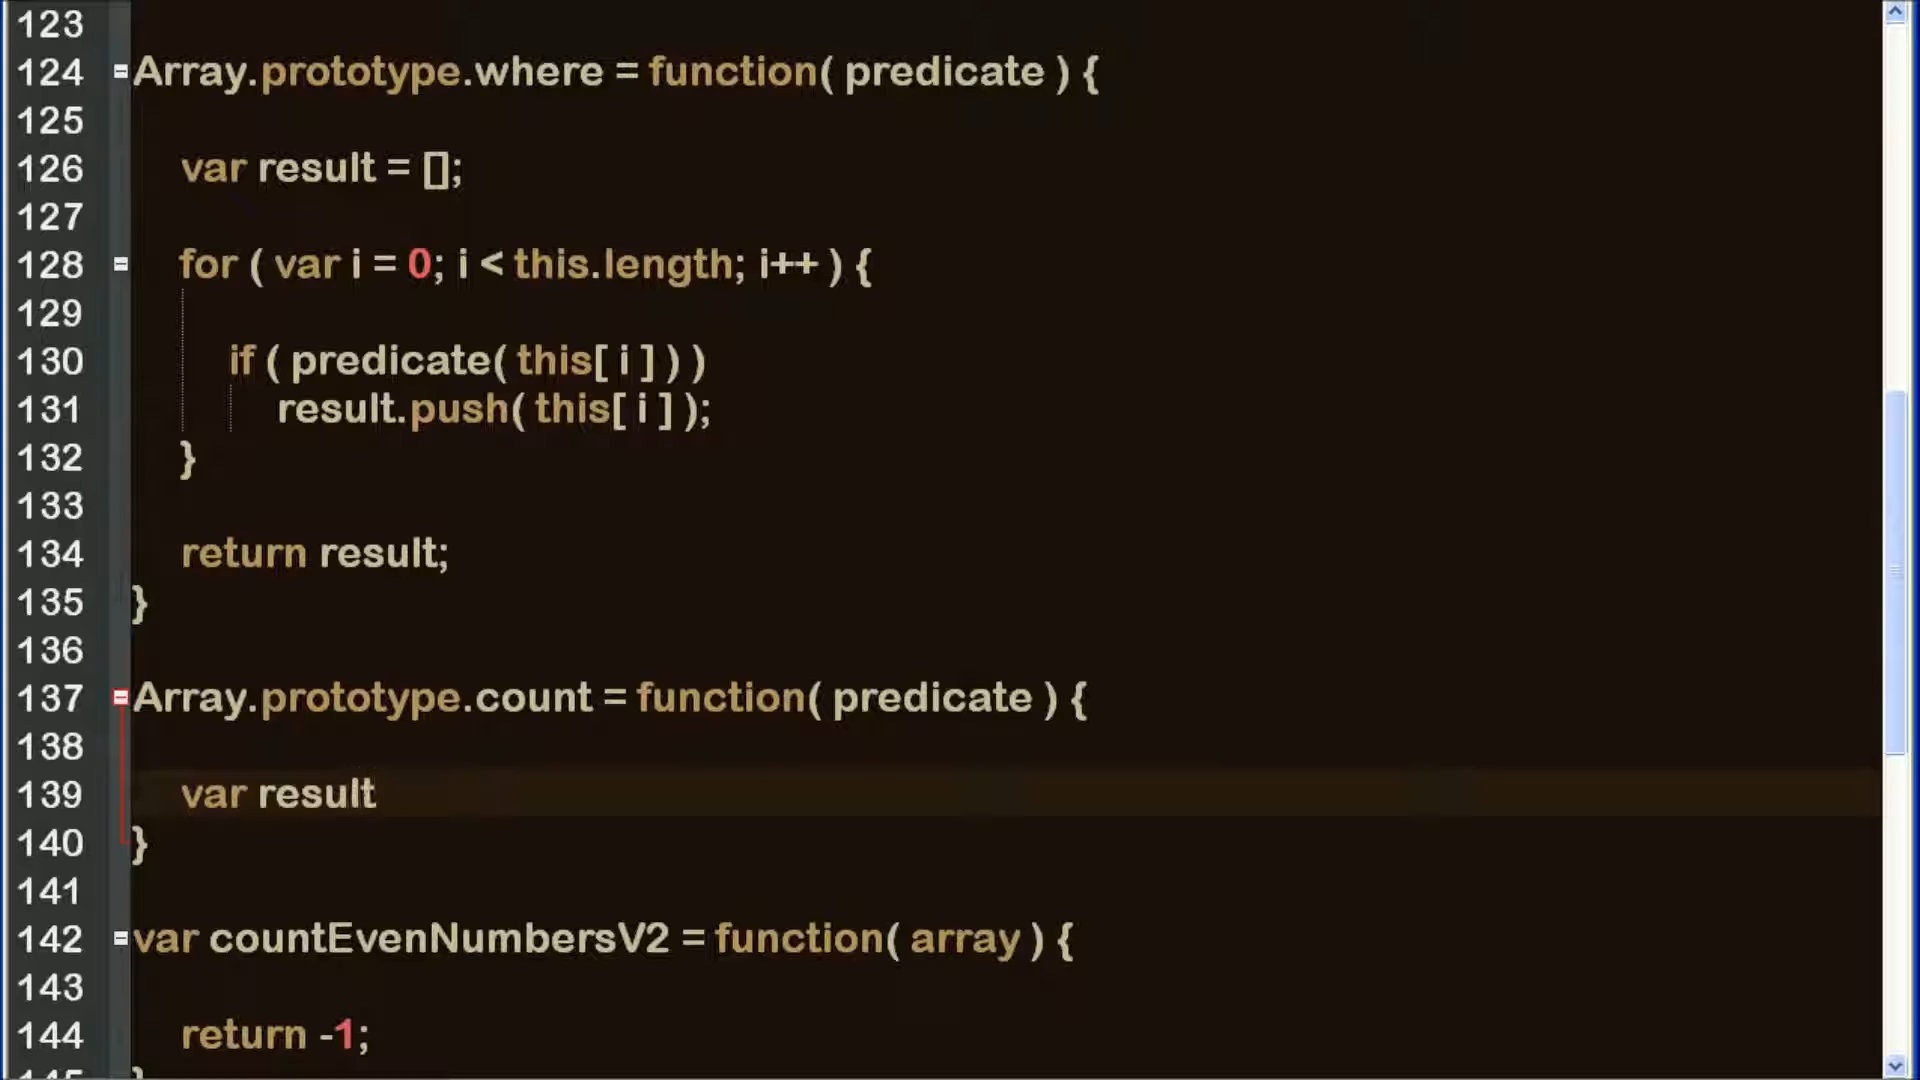 123
124 Array.prototype.where = function( predicate ) {
125
126 var result = [];
127
128 for ( var i = 0; i < this.length; i++ ) {
129
130 if ( predicate( this[ i ] ) )
131 result.push( this[ i ] );
132 }
133
134 return result;
135 }
136
137 Array.prototype.count = function( predicate ) {
138
139 var result
140 }
141
142 var countEvenNumbersV2 = function( array ) {
143
144 return -1;
145 }